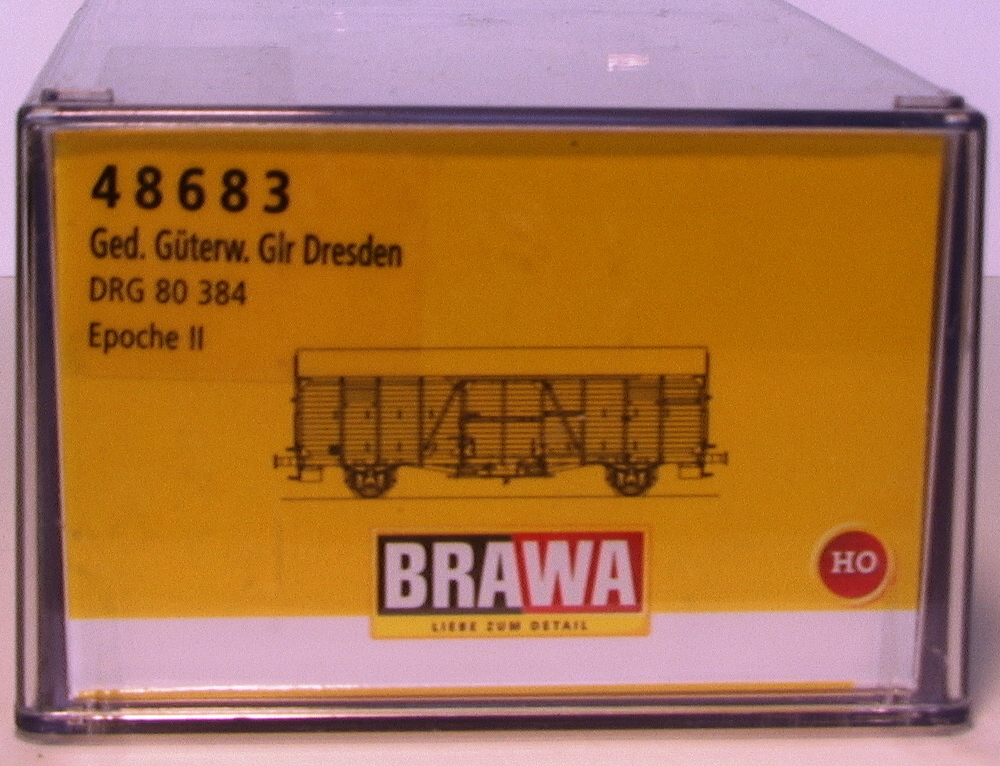 48683
Ged. Güterw. Glr Dresden
DRG 80 384
Epoche II
BRAWA
LIEBE ZUM DETAIL
HO